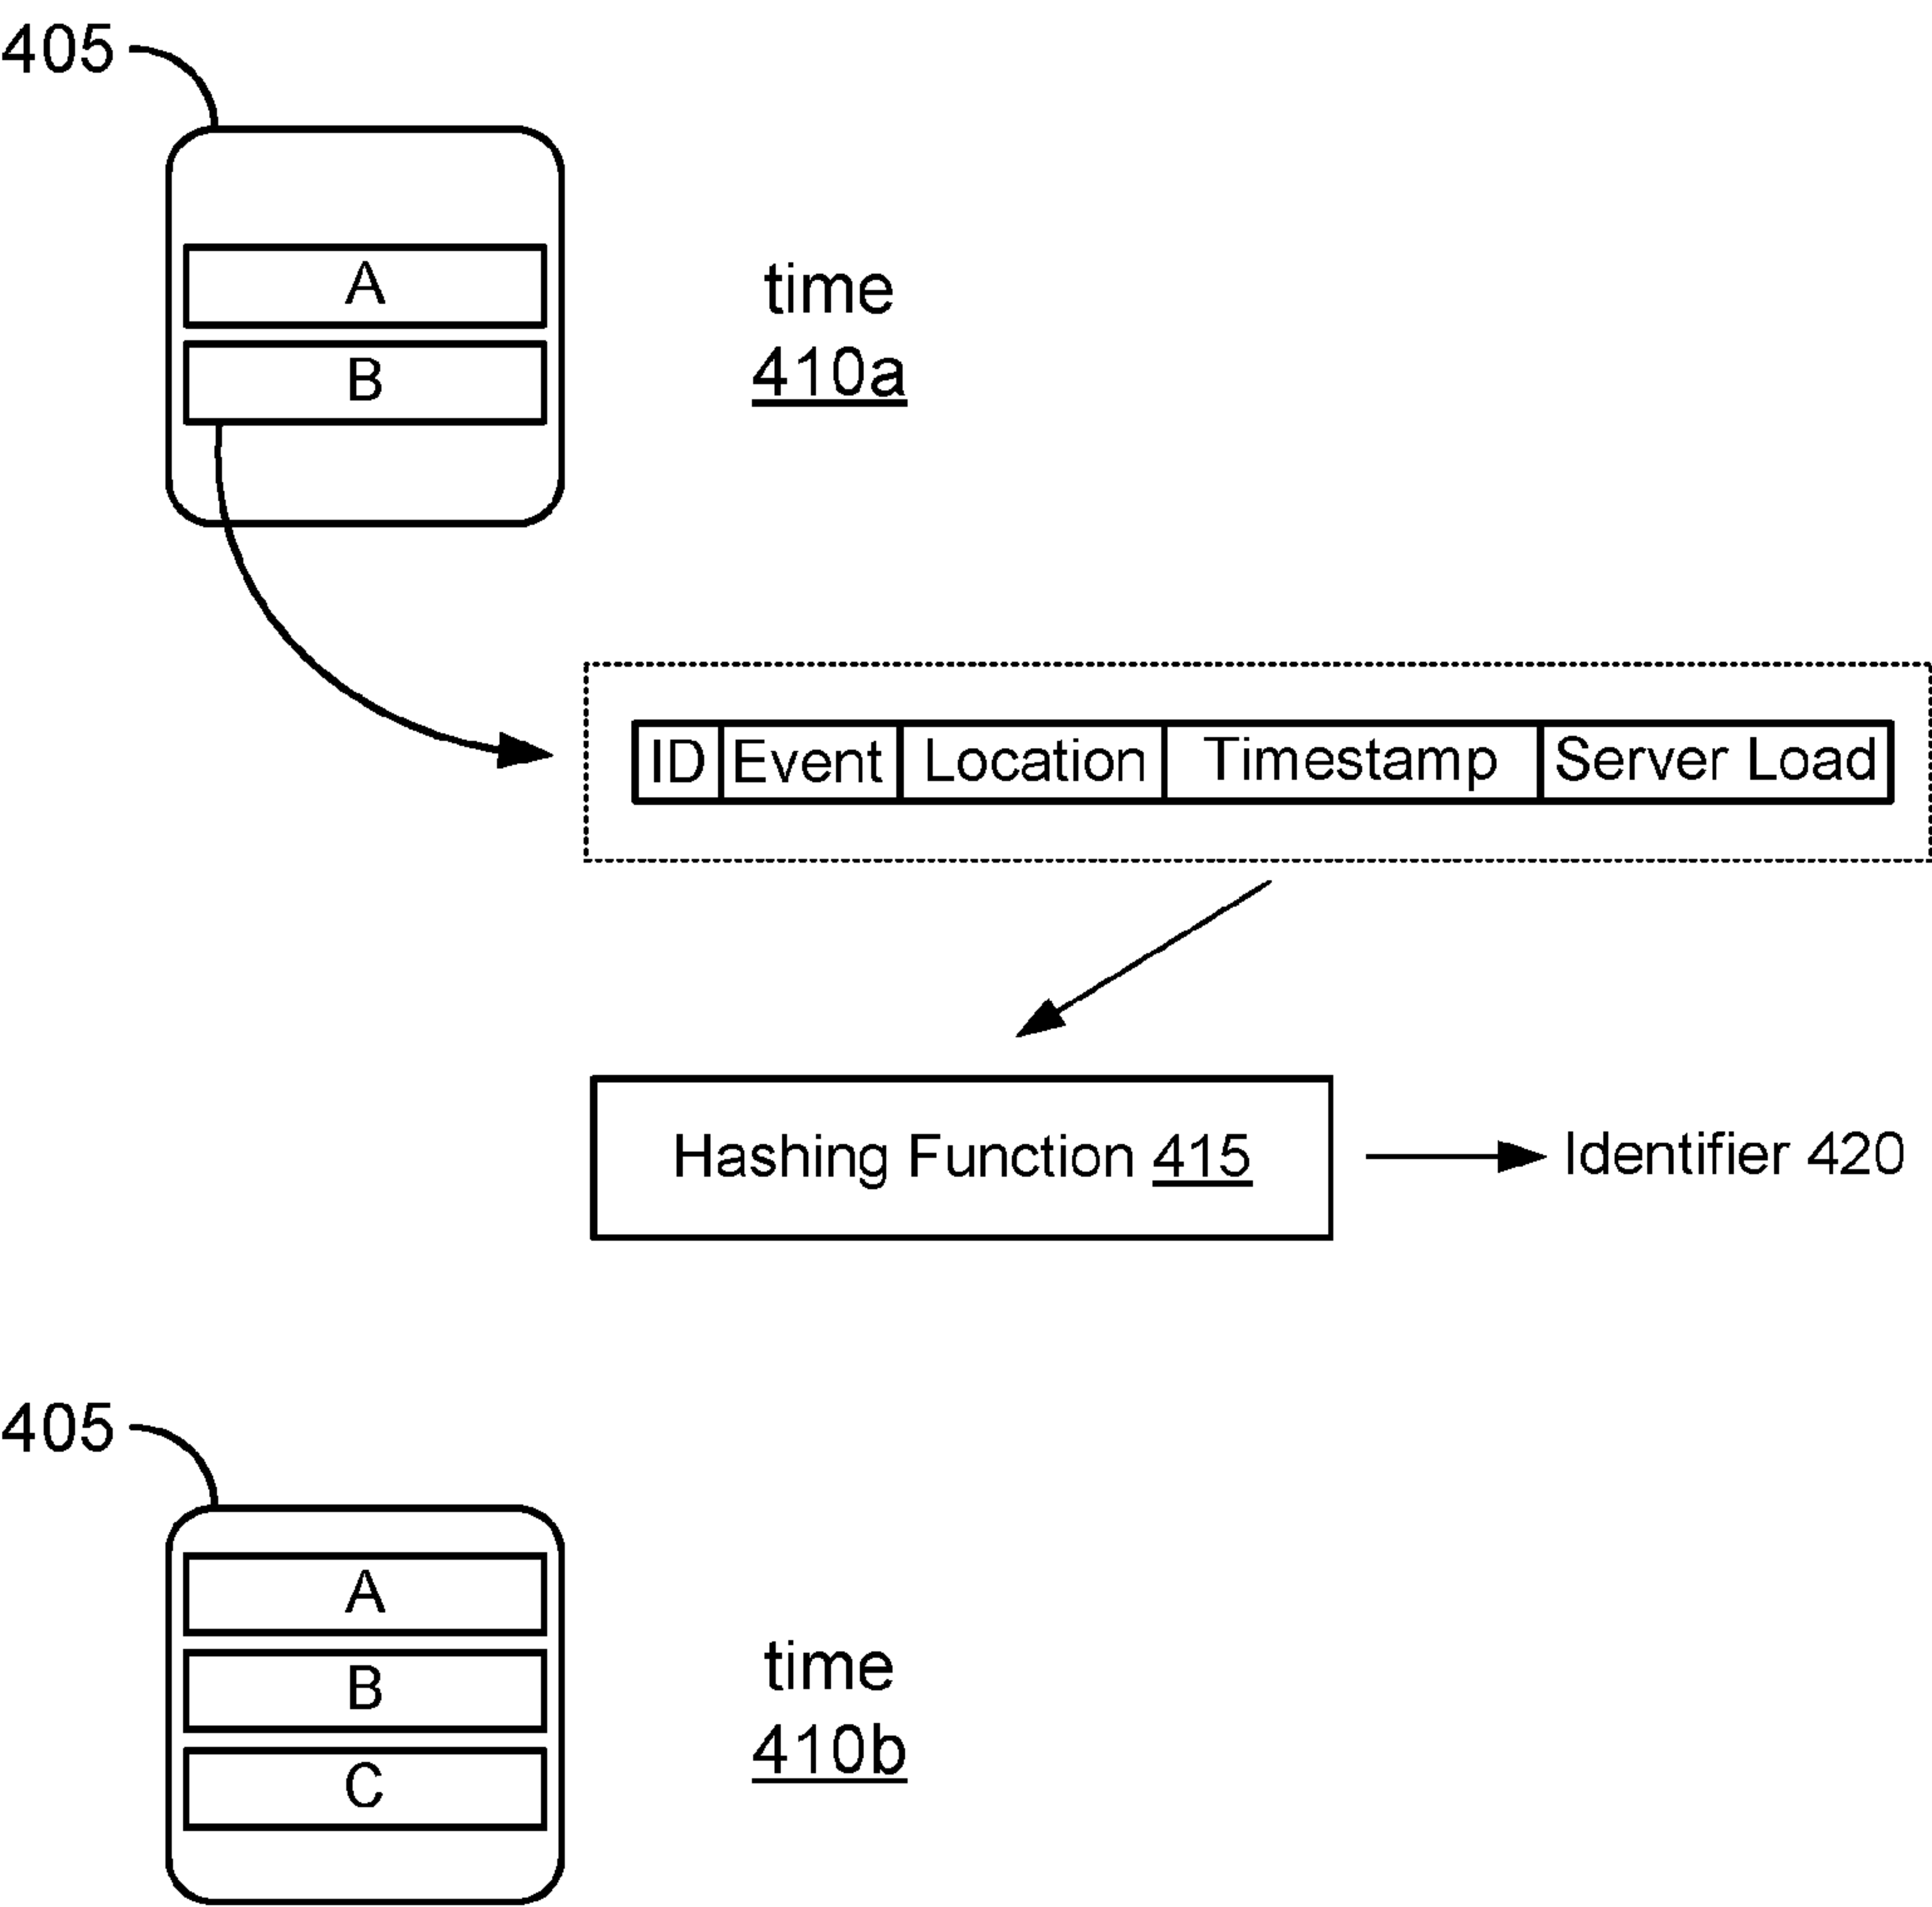 405
A
time
B
410a
ID Event Location Timestamp Server Load
Hashing Function 415
Identifier 420
405
A
B
time
C
410b